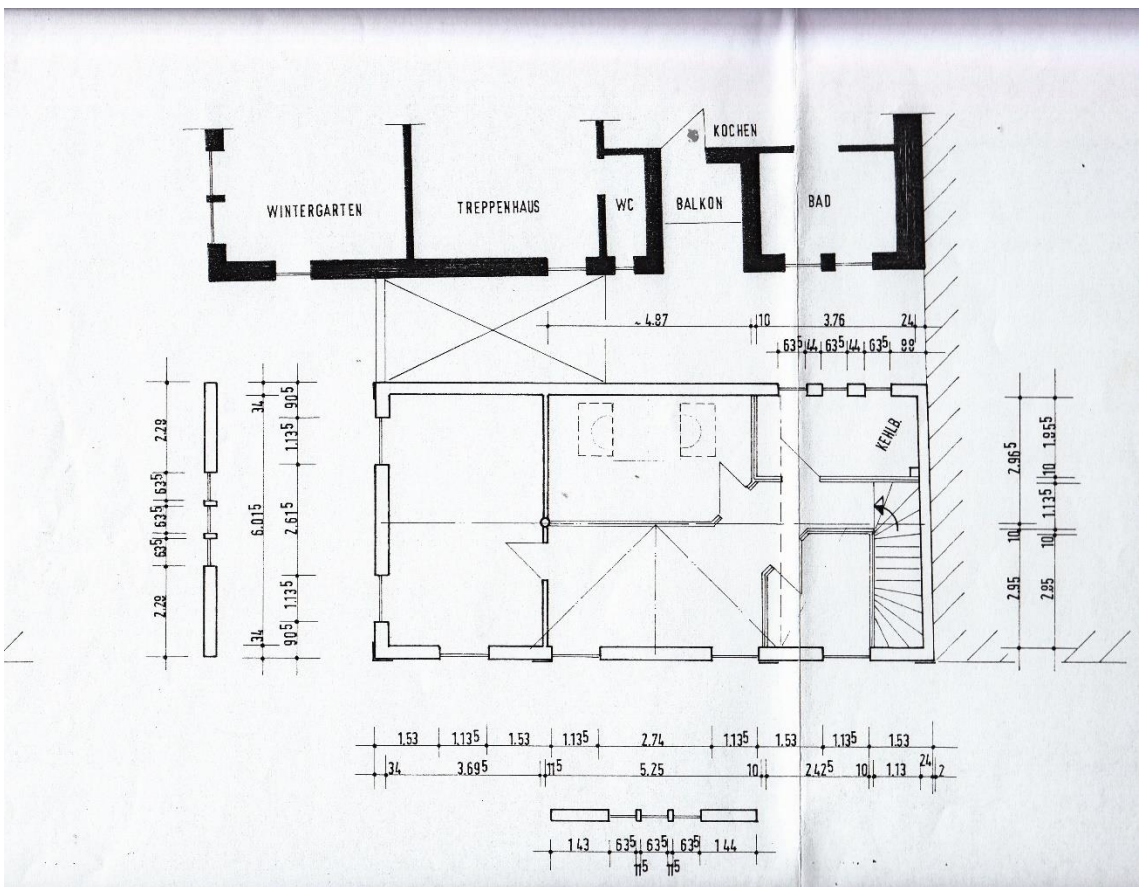 KOCHEN
WINTERGARTEN TREPPENHAUS WC BALKON BAD
~ 4.87 10 3.76 24
63⁵ 44 63⁵ 44 63⁵ 88
KEHLB.
2.29 63⁵ 63⁵ 63⁵ 2.29
34 6.01⁵ 34
90⁵ 1.13⁵ 2.61⁵ 1.13⁵ 90⁵
2.96⁵ 10 2.95
1.95⁵ 10 1.13⁵ 10 2.85
1.53 1.13⁵ 1.53 1.13⁵ 2.74 1.13⁵ 1.53 1.13⁵ 1.53
34 3.69⁵ 11⁵ 5.25 10 2.42⁵ 10 1.13 24 2
1.43 63⁵ 63⁵ 63⁵ 1.44
11⁵ 11⁵